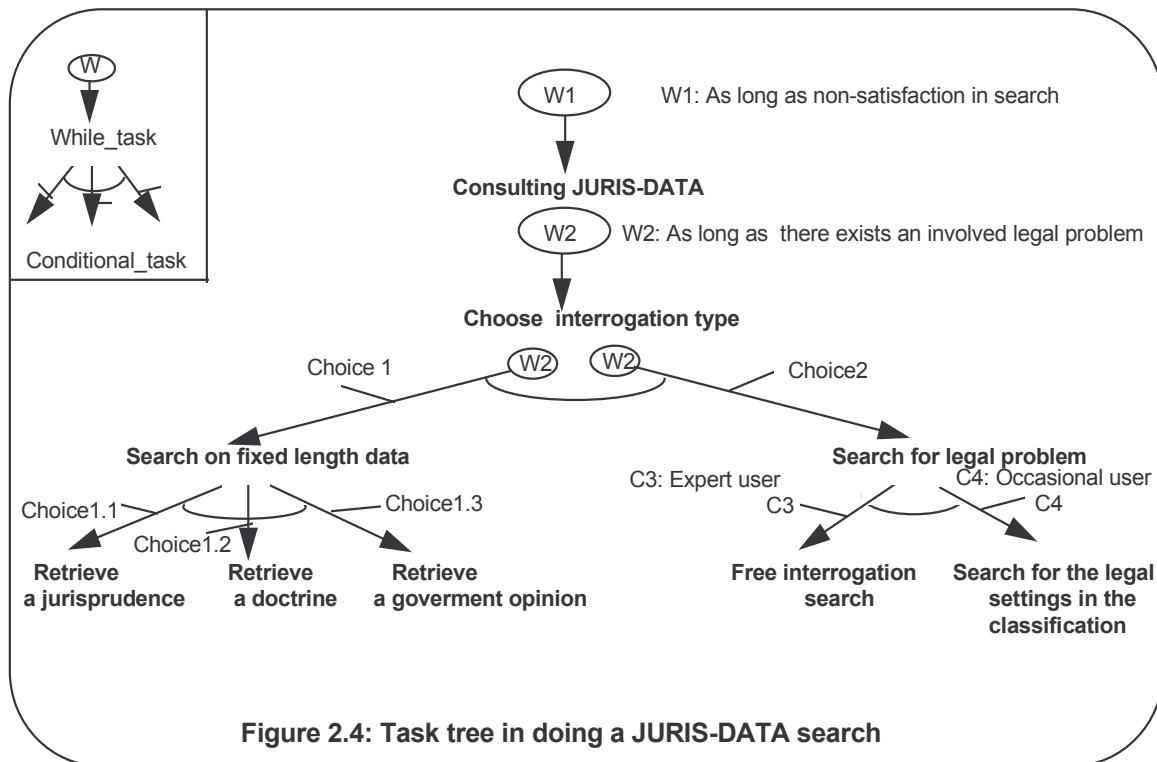 W
While_task
Conditional_task
W1
W1: As long as non-satisfaction in search
Consulting JURIS-DATA
W2
W2: As long as there exists an involved legal problem
Choose interrogation type
Choice 1
W2
W2
Choice2
Search on fixed length data
Search for legal problem
Choice1.1
Choice1.2
Choice1.3
C3: Expert user
C3
C4: Occasional user
C4
Retrieve
a jurisprudence
Retrieve
a doctrine
Retrieve
a goverment opinion
Free interrogation
search
Search for the legal
settings in the
classification
Figure 2.4: Task tree in doing a JURIS-DATA search